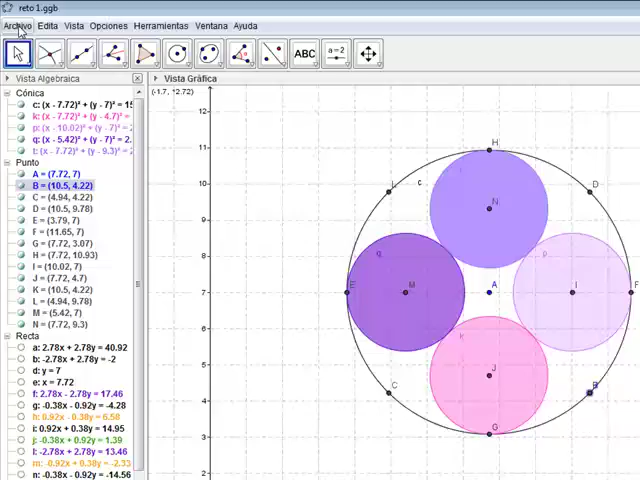 reto 1.ggb
Archivo Edita Vista Opciones Herramientas Ventana Ayuda
ABC a=2
Vista Algebraica
Vista Gráfica
(-1.7, 12.72)
Cónica
c: (x - 7.72)² + (y - 7)² = 15
k: (x - 7.72)² + (y - 4.7)² =
p: (x - 10.02)² + (y - 7)² = 2
q: (x - 5.42)² + (y - 7)² = 2.
t: (x - 7.72)² + (y - 9.3)² = 2
Punto
A = (7.72, 7)
B = (10.5, 4.22)
C = (4.94, 4.22)
D = (10.5, 9.78)
E = (3.79, 7)
F = (11.65, 7)
G = (7.72, 3.07)
H = (7.72, 10.93)
I = (10.02, 7)
J = (7.72, 4.7)
K = (10.5, 4.22)
L = (4.94, 9.78)
M = (5.42, 7)
N = (7.72, 9.3)
Recta
a: 2.78x + 2.78y = 40.92
b: -2.78x + 2.78y = -2
d: y = 7
e: x = 7.72
f: 2.78x - 2.78y = 17.46
g: -0.38x - 0.92y = -4.28
h: 0.92x - 0.38y = 6.58
i: 0.92x + 0.38y = 14.95
j: -0.38x + 0.92y = 1.39
l: -2.78x + 2.78y = 13.46
m: -0.92x + 0.38y = -2.33
n: -0.38x - 0.92y = -14.56
12
11
10
9
8
7
6
5
4
3
2
H
L
c
D
N
q
p
E
M
A
I
F
k
J
C
B
G